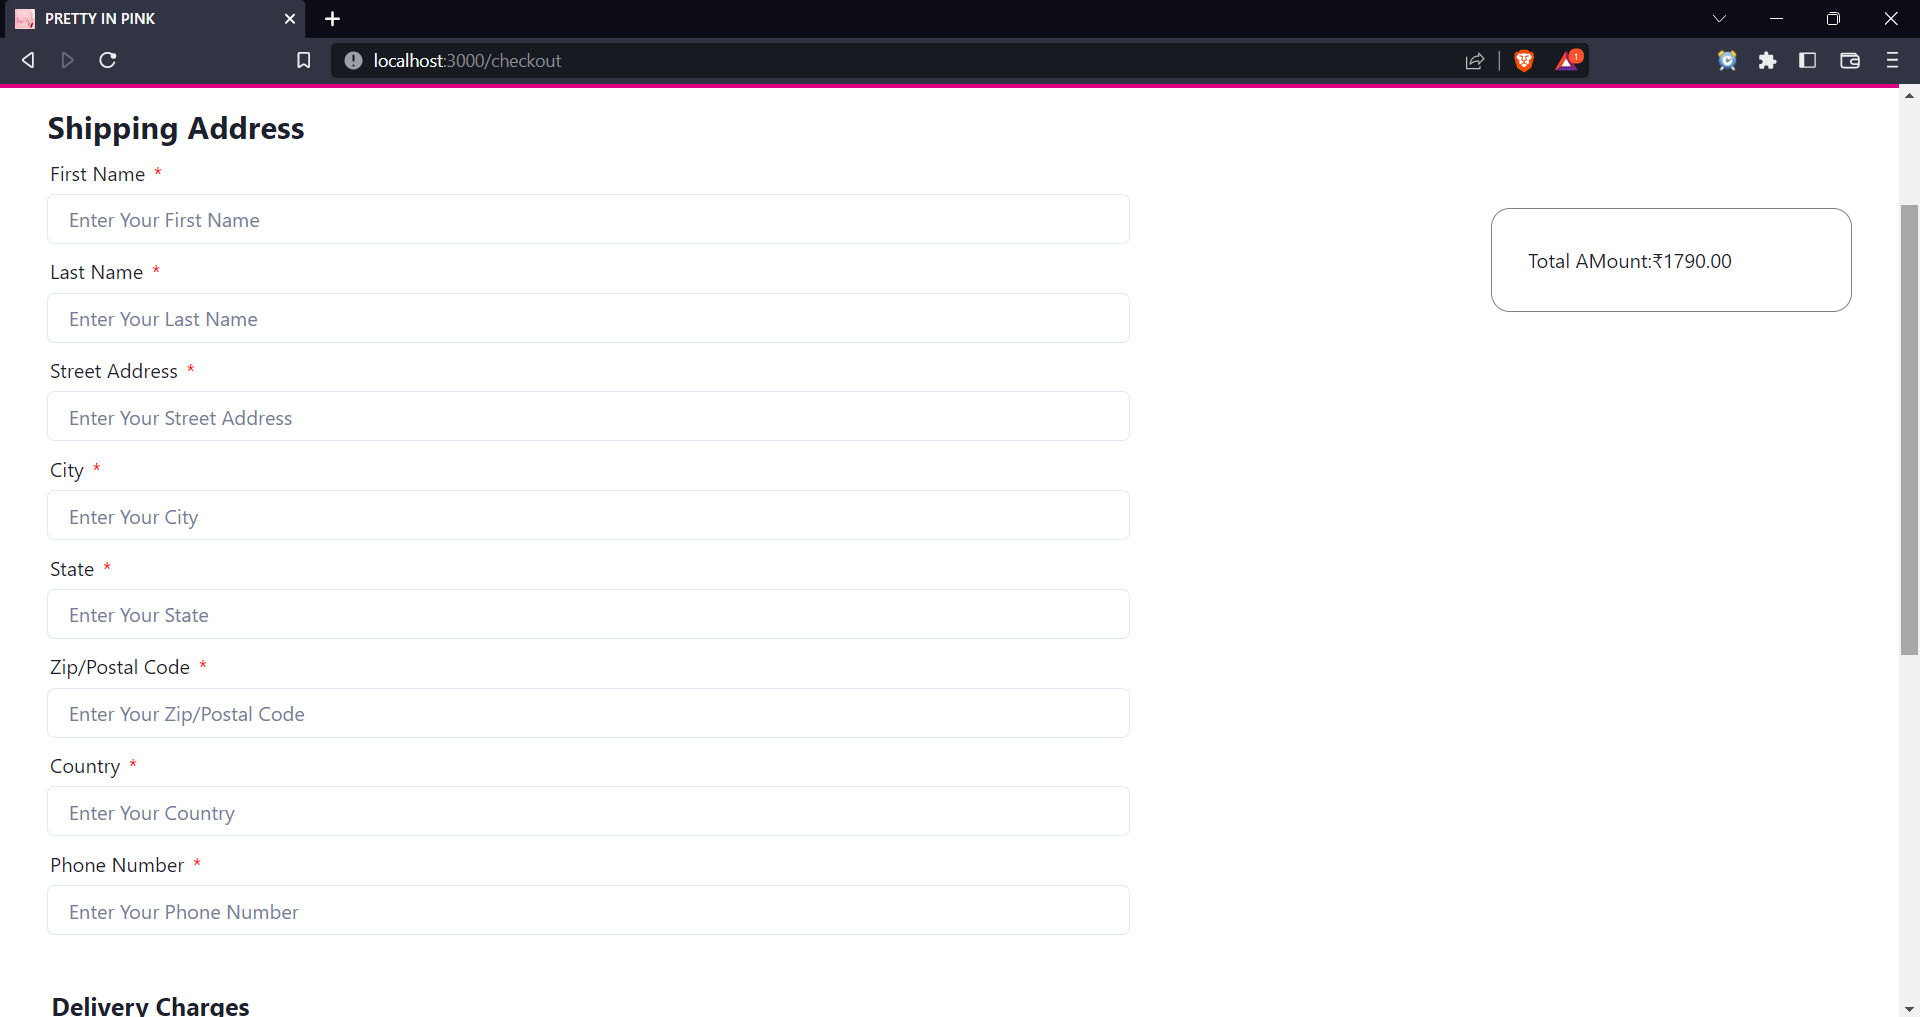 PRETTY IN PINK
localhost:3000/checkout
1
Shipping Address
First Name *
Enter Your First Name
Total AMount:₹1790.00
Last Name *
Enter Your Last Name
Street Address *
Enter Your Street Address
City *
Enter Your City
State *
Enter Your State
Zip/Postal Code *
Enter Your Zip/Postal Code
Country *
Enter Your Country
Phone Number *
Enter Your Phone Number
Delivery Charges